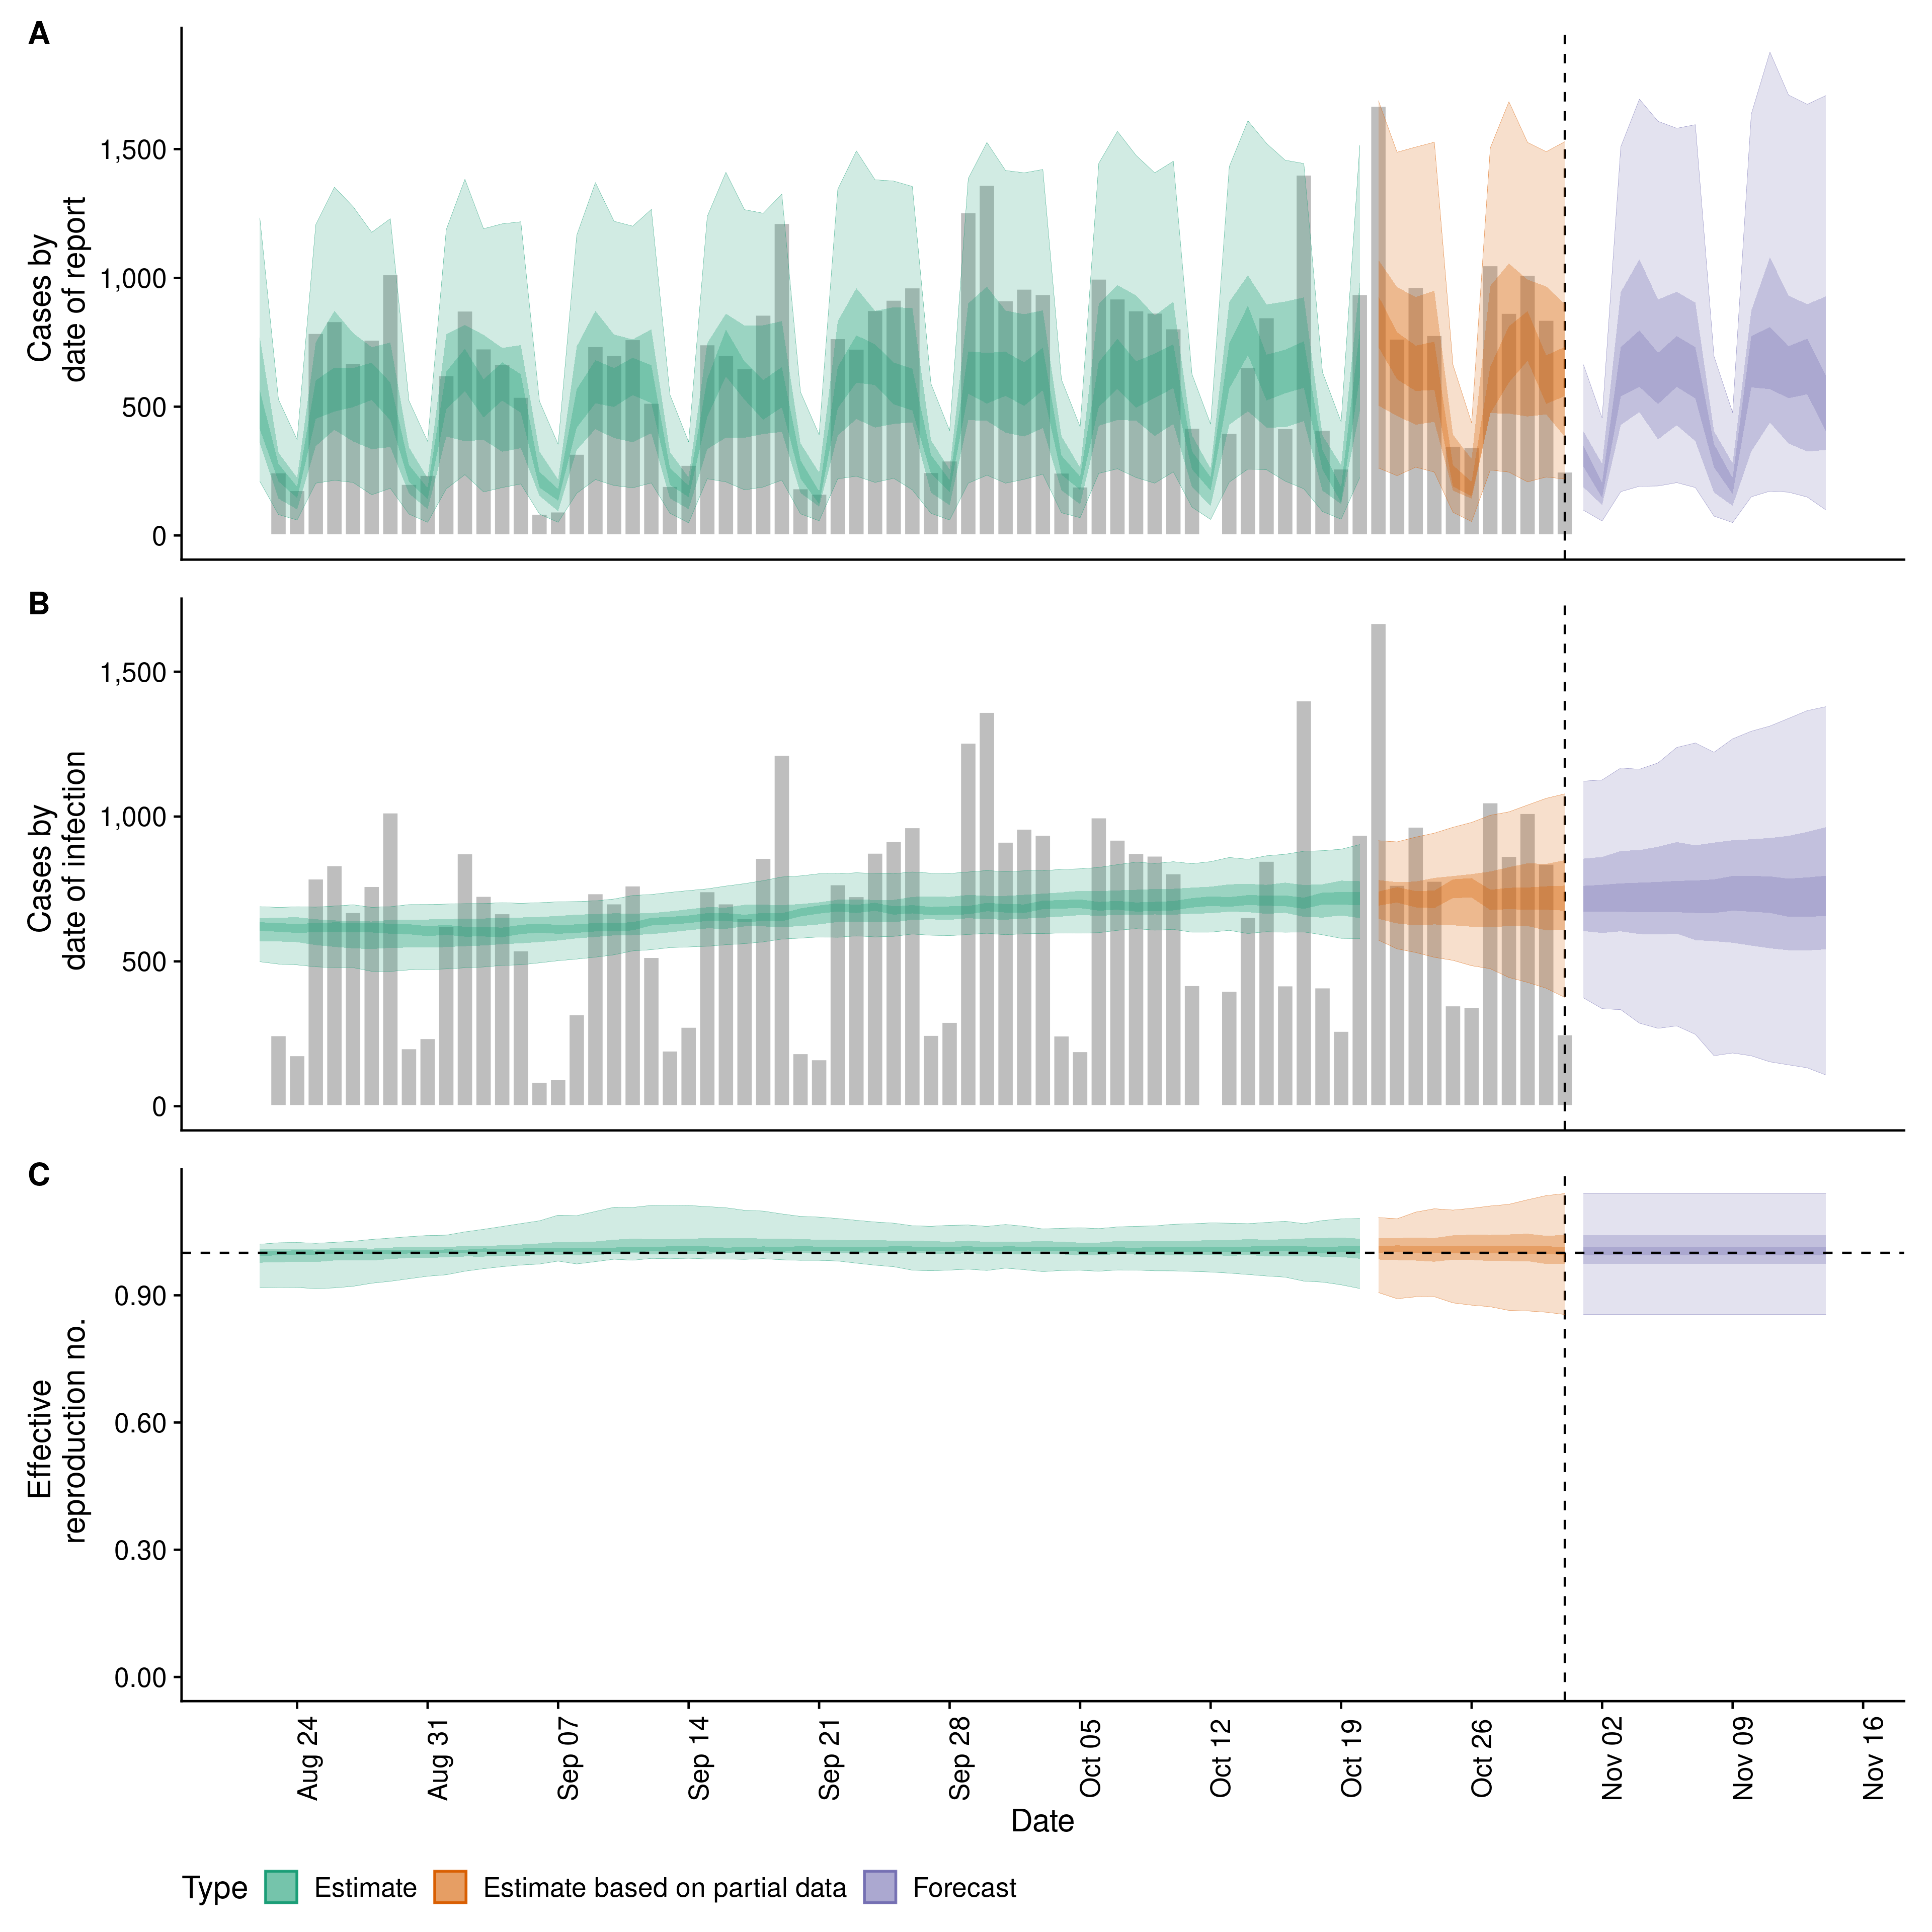 A
Cases by
date of report
1,500
1,000
500
0
B
Cases by
date of infection
1,500
1,000
500
0
C
Effective
reproduction no.
0.90
0.60
0.30
0.00
Aug 24
Aug 31
Sep 07
Sep 14
Sep 21
Sep 28
Oct 05
Oct 12
Oct 19
Oct 26
Nov 02
Nov 09
Nov 16
Date
Type Estimate Estimate based on partial data Forecast